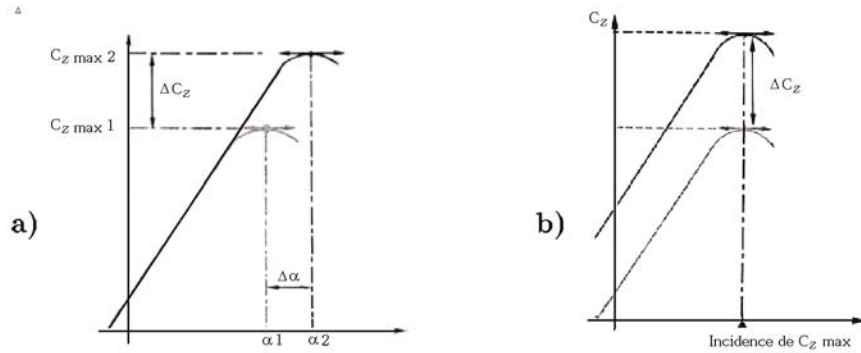 Δ
C_z max 2
ΔC_z
C_z max 1
a)
Δα
α1
α2
C_z
ΔC_z
b)
Incidence de C_z max